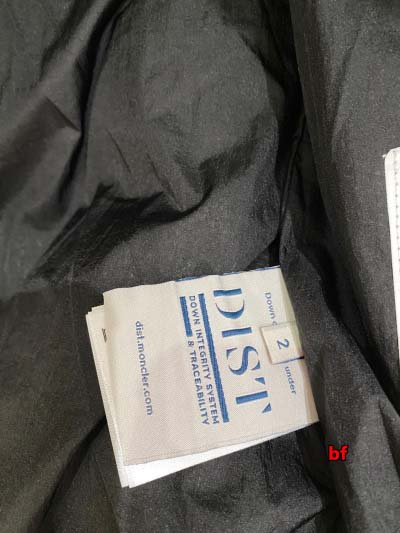 Down
under
2
DIST
DOWN INTEGRITY SYSTEM
& TRACEABILITY
dist.moncler.com
bf